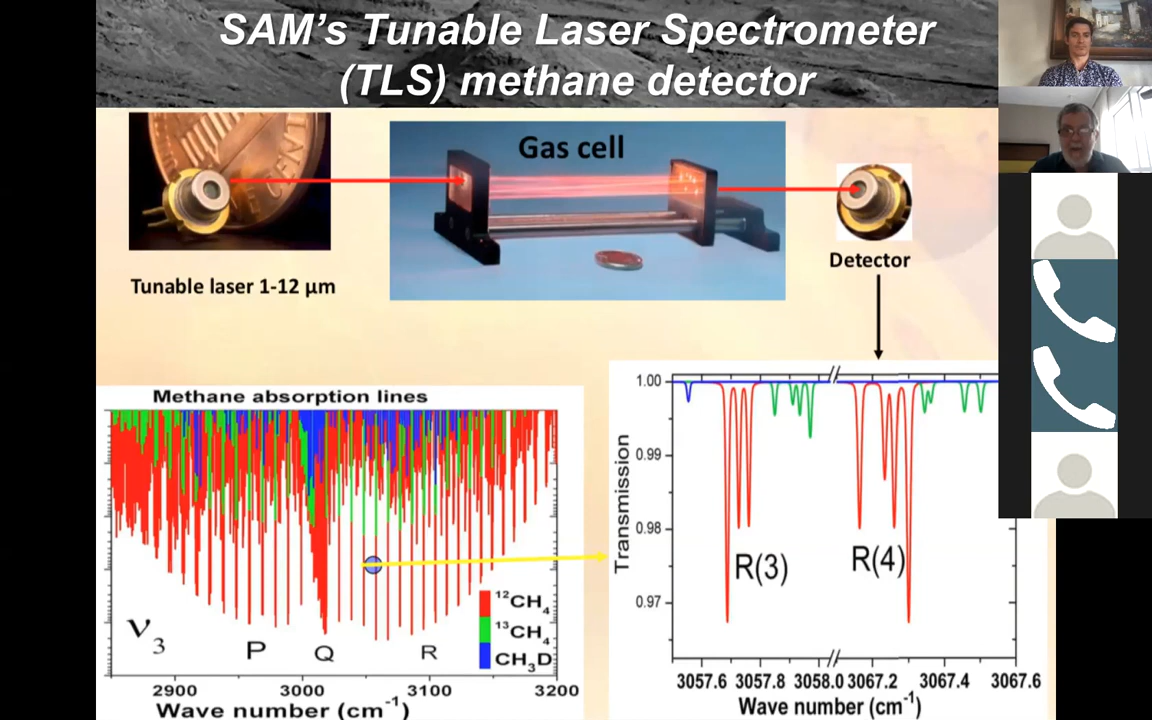 SAM's Tunable Laser Spectrometer
(TLS) methane detector
Gas cell
Tunable laser 1-12 µm
Detector
Methane absorption lines
¹²CH₄
¹³CH₄
CH₃D
ν₃
P
Q
R
2900
3000
3100
3200
Wave number (cm⁻¹)
1.00
0.99
0.98
0.97
Transmission
R(3)
R(4)
3057.6
3057.8
3058.0
3067.2
3067.4
3067.6
Wave number (cm⁻¹)